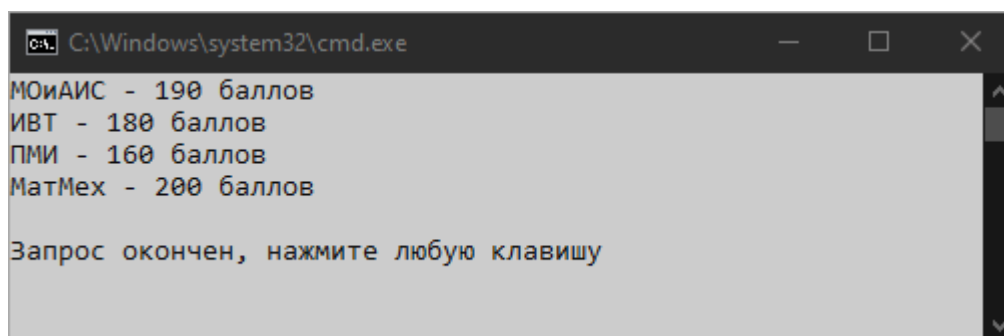 C:\Windows\system32\cmd.exe
МОиАИС - 190 баллов
ИВТ - 180 баллов
ПМИ - 160 баллов
МатМех - 200 баллов
Запрос окончен, нажмите любую клавишу